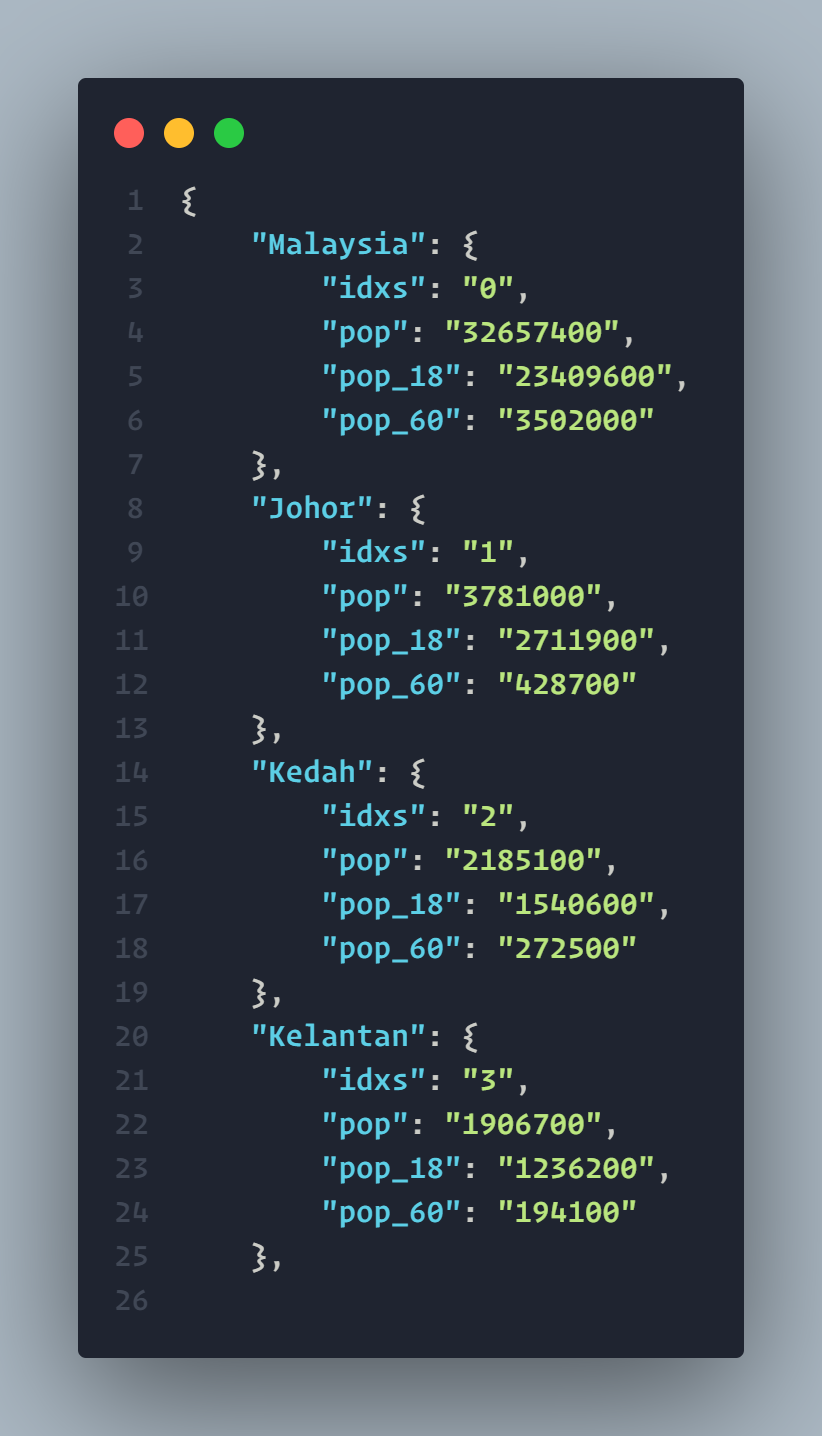 1 {
2 "Malaysia": {
3 "idxs": "0",
4 "pop": "32657400",
5 "pop_18": "23409600",
6 "pop_60": "3502000"
7 },
8 "Johor": {
9 "idxs": "1",
10 "pop": "3781000",
11 "pop_18": "2711900",
12 "pop_60": "428700"
13 },
14 "Kedah": {
15 "idxs": "2",
16 "pop": "2185100",
17 "pop_18": "1540600",
18 "pop_60": "272500"
19 },
20 "Kelantan": {
21 "idxs": "3",
22 "pop": "1906700",
23 "pop_18": "1236200",
24 "pop_60": "194100"
25 },
26